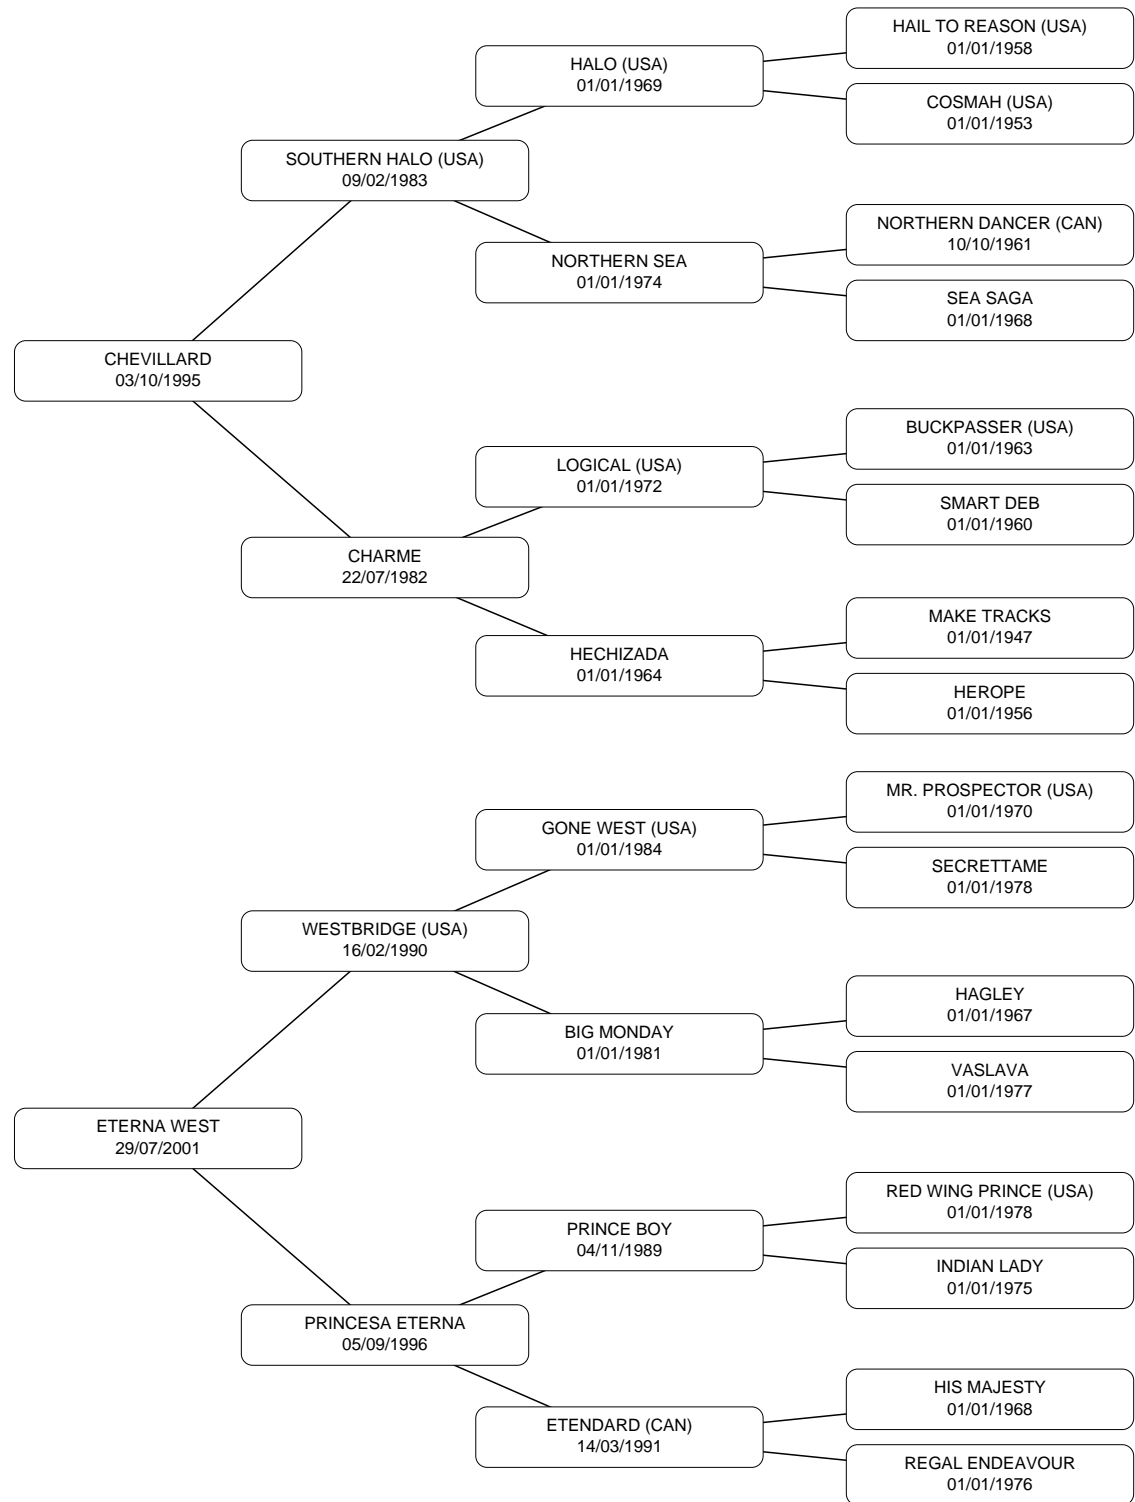 HAIL TO REASON (USA)
01/01/1958
HALO (USA)
01/01/1969
COSMAH (USA)
01/01/1953
SOUTHERN HALO (USA)
09/02/1983
NORTHERN DANCER (CAN)
10/10/1961
NORTHERN SEA
01/01/1974
SEA SAGA
01/01/1968
CHEVILLARD
03/10/1995
BUCKPASSER (USA)
01/01/1963
LOGICAL (USA)
01/01/1972
SMART DEB
01/01/1960
CHARME
22/07/1982
MAKE TRACKS
01/01/1947
HECHIZADA
01/01/1964
HEROPE
01/01/1956
MR. PROSPECTOR (USA)
01/01/1970
GONE WEST (USA)
01/01/1984
SECRETTAME
01/01/1978
WESTBRIDGE (USA)
16/02/1990
HAGLEY
01/01/1967
BIG MONDAY
01/01/1981
VASLAVA
01/01/1977
ETERNA WEST
29/07/2001
RED WING PRINCE (USA)
01/01/1978
PRINCE BOY
04/11/1989
INDIAN LADY
01/01/1975
PRINCESA ETERNA
05/09/1996
HIS MAJESTY
01/01/1968
ETENDARD (CAN)
14/03/1991
REGAL ENDEAVOUR
01/01/1976